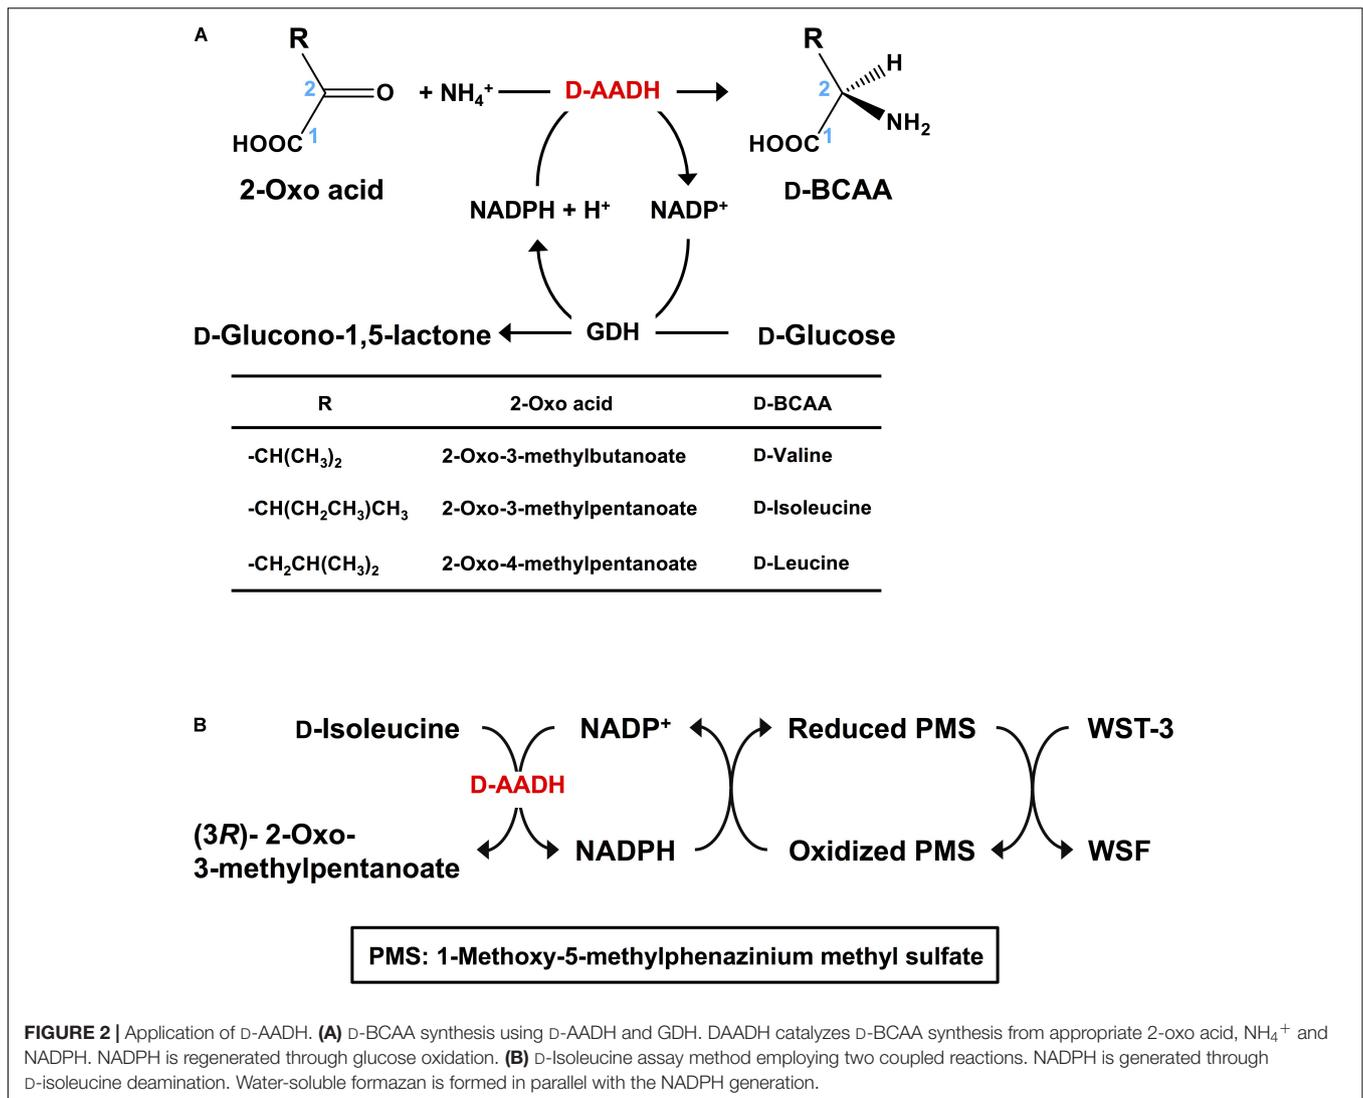 A
R
2
O
+ NH₄⁺
D-AADH
R
H
2
NH₂
HOOC
1
HOOC
1
2-Oxo acid
D-BCAA
NADPH + H⁺
NADP⁺
D-Glucono-1,5-lactone
GDH
D-Glucose
R 2-Oxo acid D-BCAA
-CH(CH₃)₂ 2-Oxo-3-methylbutanoate D-Valine
-CH(CH₂CH₃)CH₃ 2-Oxo-3-methylpentanoate D-Isoleucine
-CH₂CH(CH₃)₂ 2-Oxo-4-methylpentanoate D-Leucine
B
D-Isoleucine
NADP⁺
Reduced PMS
WST-3
D-AADH
(3R)- 2-Oxo-
3-methylpentanoate
NADPH
Oxidized PMS
WSF
PMS: 1-Methoxy-5-methylphenazinium methyl sulfate
FIGURE 2 | Application of D-AADH. (A) D-BCAA synthesis using D-AADH and GDH. DAADH catalyzes D-BCAA synthesis from appropriate 2-oxo acid, NH₄⁺ and
NADPH. NADPH is regenerated through glucose oxidation. (B) D-Isoleucine assay method employing two coupled reactions. NADPH is generated through
D-isoleucine deamination. Water-soluble formazan is formed in parallel with the NADPH generation.